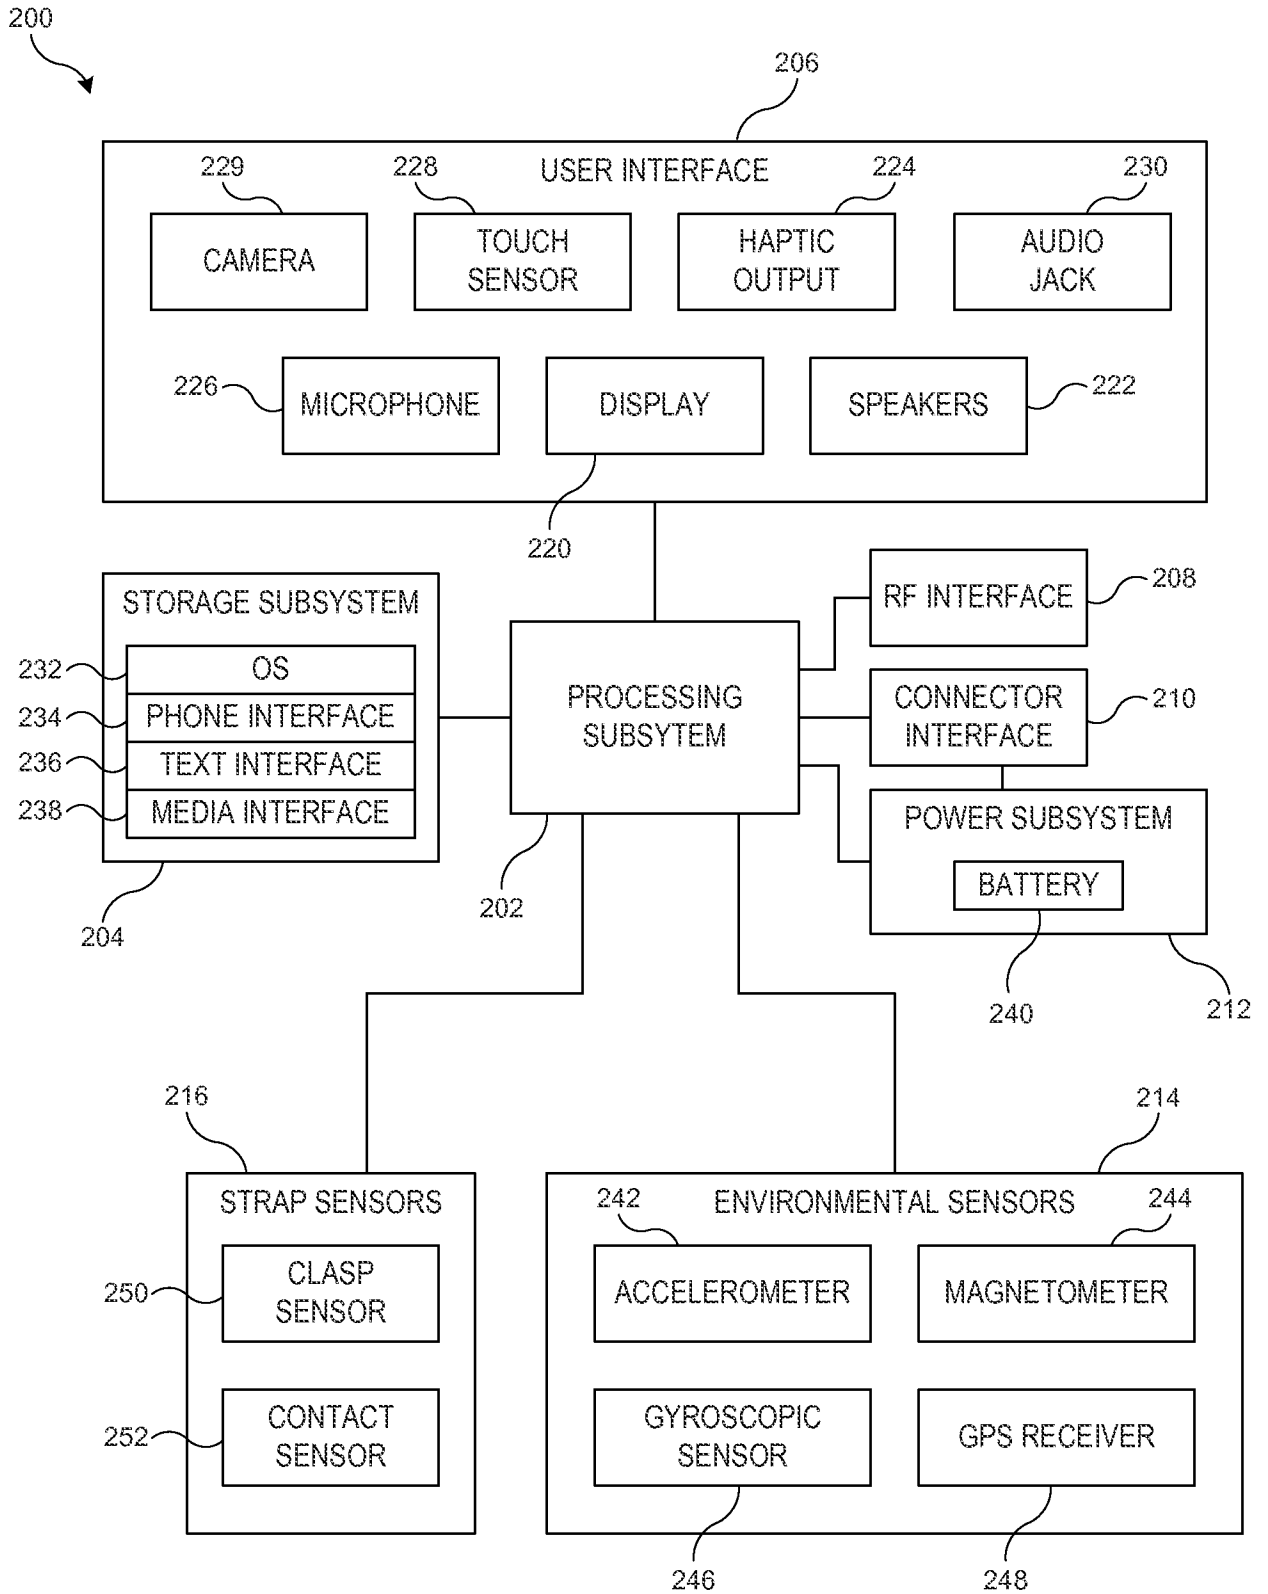 200
206
USER INTERFACE
229
228
224
230
CAMERA
TOUCH
SENSOR
HAPTIC
OUTPUT
AUDIO
JACK
226
MICROPHONE
DISPLAY
SPEAKERS
222
220
STORAGE SUBSYSTEM
232
OS
234
PHONE INTERFACE
236
TEXT INTERFACE
238
MEDIA INTERFACE
204
PROCESSING
SUBSYTEM
202
RF INTERFACE
208
CONNECTOR
INTERFACE
210
POWER SUBSYSTEM
BATTERY
240
212
216
STRAP SENSORS
250
CLASP
SENSOR
252
CONTACT
SENSOR
214
ENVIRONMENTAL SENSORS
242
244
ACCELEROMETER
MAGNETOMETER
GYROSCOPIC
SENSOR
GPS RECEIVER
246
248